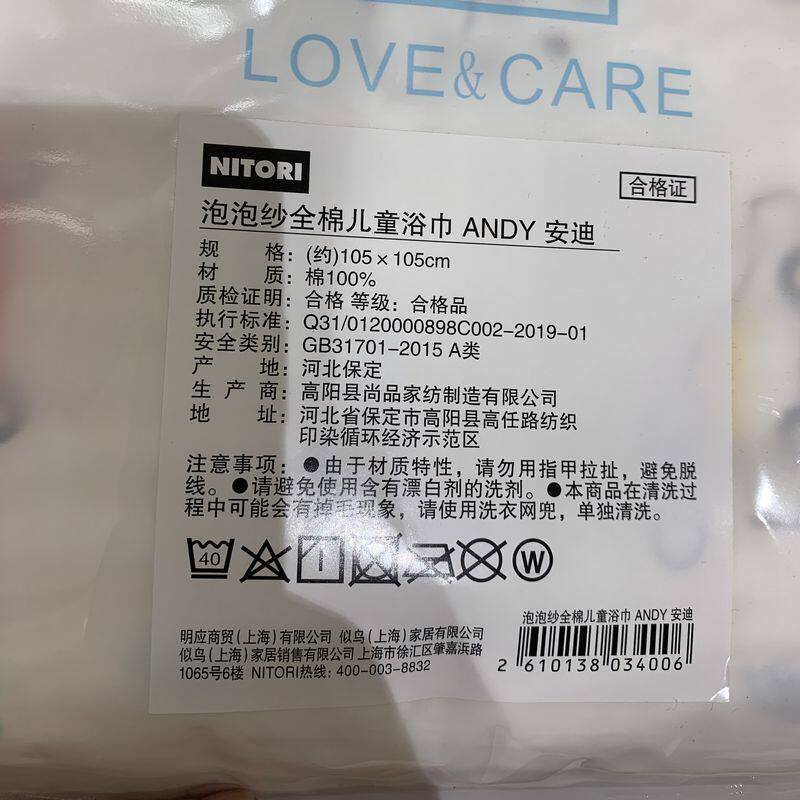 LOVE&CARE
NITORI
合格证
泡泡纱全棉儿童浴巾 ANDY 安迪
规 格：(约)105×105cm
材 质：棉100%
质检证明：合格 等级：合格品
执行标准：Q31/0120000898C002-2019-01
安全类别：GB31701-2015 A类
产 地：河北保定
生 产 商：高阳县尚品家纺制造有限公司
地 址：河北省保定市高阳县高任路纺织
印染循环经济示范区
注意事项：●由于材质特性，请勿用指甲拉扯，避免脱
线。●请避免使用含有漂白剂的洗剂。●本商品在清洗过
程中可能会有掉毛现象，请使用洗衣网兜，单独清洗。
40
W
泡泡纱全棉儿童浴巾 ANDY 安迪
明应商贸(上海)有限公司 似鸟(上海)家居有限公司
似鸟(上海)家居销售有限公司 上海市徐汇区肇嘉浜路
1065号6楼 NITORI热线：400-003-8832
2 610138 034006